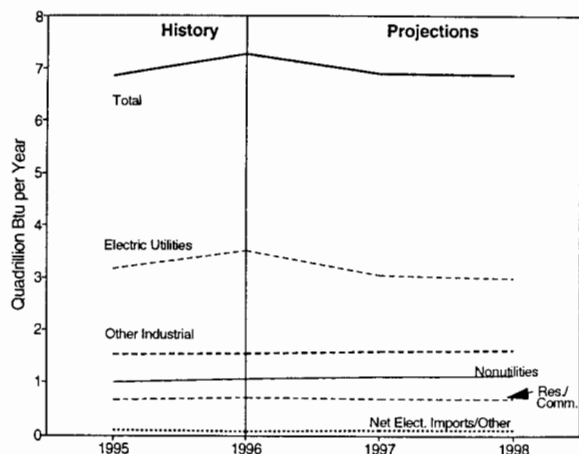 History
Projections
8
7
6
5
4
3
2
1
0
Quadrillion Btu per Year
Total
Electric Utilities
Other Industrial
Nonutilities
Res./
Comm.
Net Elect. Imports/Other
1995
1996
1997
1998